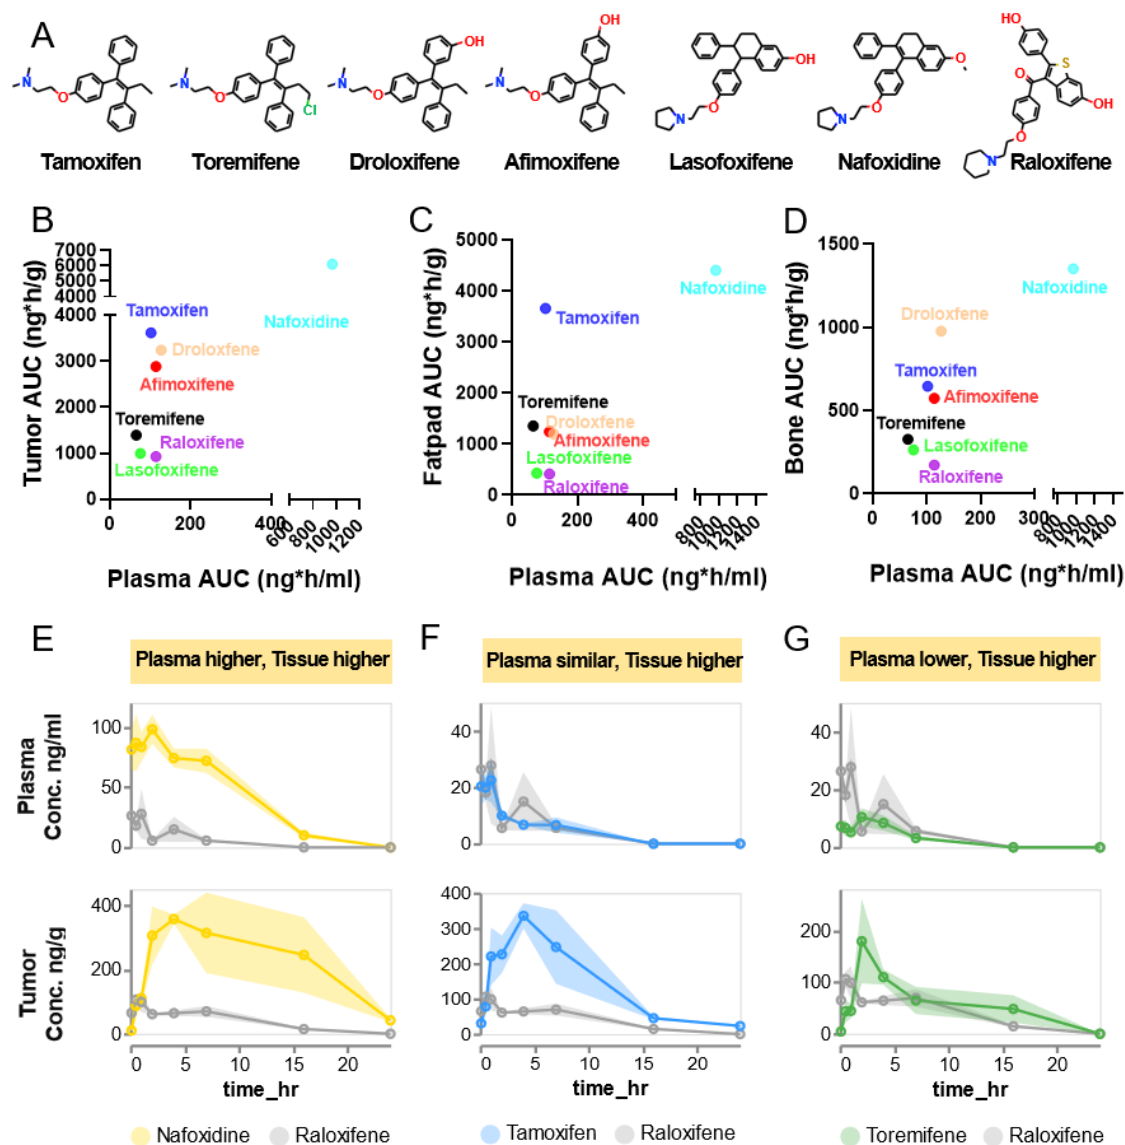 A
OH
HO
N
O
N
O
Cl
N
O
OH
N
O
N
O
OH
N
O
O
O
S
OH
O
N
Tamoxifen Toremifene Droloxifene Afimoxifene Lasofoxifene Nafoxidine Raloxifene
B
Tumor AUC (ng*h/g)
7000
6000
5000
4000
4000
3000
2000
1000
0
Tamoxifen
Nafoxidine
Droloxfene
Afimoxifene
Toremifene
Raloxifene
Lasofoxifene
0 200 400 600 800 1000 1200
Plasma AUC (ng*h/ml)
C
Fatpad AUC (ng*h/g)
5000
4000
3000
2000
1000
0
Nafoxidine
Tamoxifen
Toremifene
Droloxfene
Afimoxifene
Lasofoxifene
Raloxifene
0 200 400 800 1000 1200 1400
Plasma AUC (ng*h/ml)
D
Bone AUC (ng*h/g)
1500
1000
500
0
Nafoxidine
Droloxifene
Tamoxifen
Afimoxifene
Toremifene
Lasofoxifene
Raloxifene
0 100 200 300 800 1000 1200 1400
Plasma AUC (ng*h/ml)
E
Plasma higher, Tissue higher
F
Plasma similar, Tissue higher
G
Plasma lower, Tissue higher
Plasma
Conc. ng/ml
100
50
0
40
20
0
40
20
0
Tumor
Conc. ng/g
400
200
0
400
300
200
100
0
200
100
0
0 5 10 15 20
time_hr
0 5 10 15 20
time_hr
0 5 10 15 20
time_hr
Nafoxidine Raloxifene
Tamoxifen Raloxifene
Toremifene Raloxifene